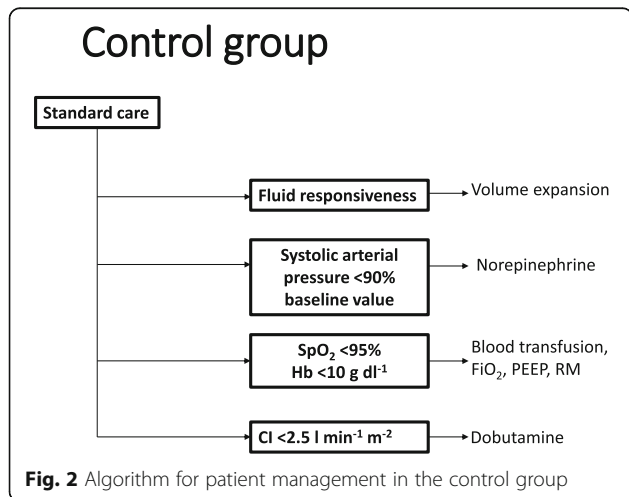 Control group
Standard care
Fluid responsiveness
Volume expansion
Systolic arterial
pressure <90%
baseline value
Norepinephrine
SpO₂ <95%
Hb <10 g dl⁻¹
Blood transfusion,
FiO₂, PEEP, RM
CI <2.5 l min⁻¹ m⁻²
Dobutamine
Fig. 2 Algorithm for patient management in the control group